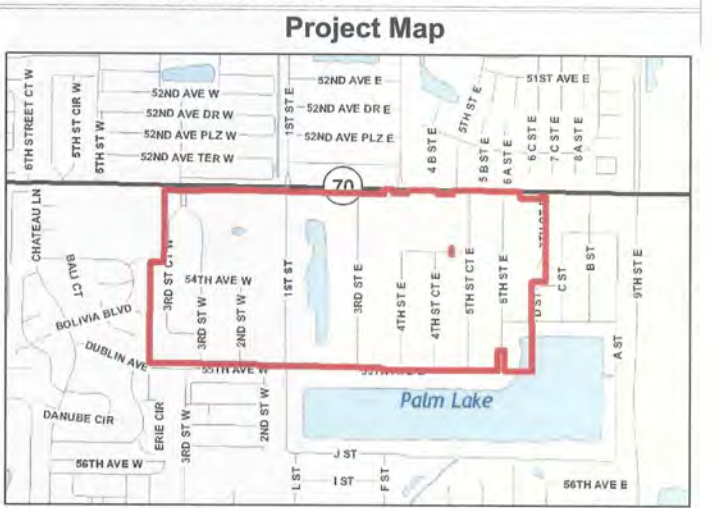 Project Map
6TH STREET CT W
5TH ST CIR W
5TH ST W
52ND AVE W
52ND AVE DR W
52ND AVE PLZ W
52ND AVE TER W
1ST ST E
52ND AVE E
52ND AVE DR E
52ND AVE PLZ E
4 B ST E
5TH ST E
5 B ST E
6 A ST E
51ST AVE E
6 C ST E
7 C ST E
8 A ST E
70
CHATEAU LN
BALI CT
BOLIVIA BLVD
DUBLIN AVE
3RD ST CT W
54TH AVE W
3RD ST W
2ND ST W
1ST ST
3RD ST E
4TH ST E
4TH ST CT E
5TH ST CT E
6TH ST E
7TH ST E
D ST
C ST
B ST
9TH ST E
A ST
55TH AVE W
Palm Lake
DANUBE CIR
ERIE CIR
3RD ST W
2ND ST W
56TH AVE W
J ST
L ST
I ST
F ST
56TH AVE E